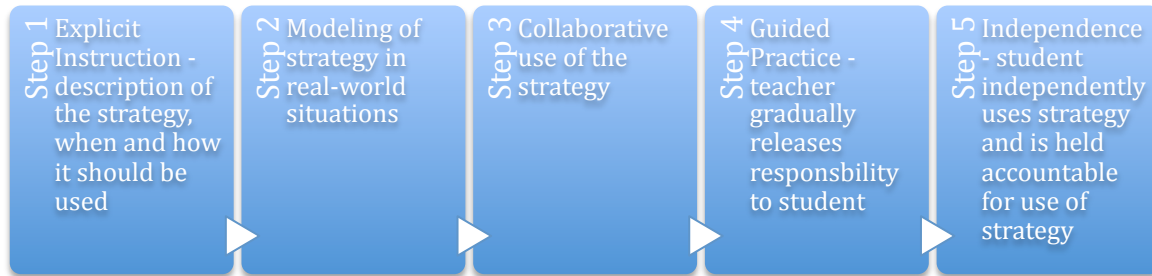 Step 1
Explicit
Instruction -
description of
the strategy,
when and how
it should be
used
Step 2
Modeling of
strategy in
real-world
situations
Step 3
Collaborative
use of the
strategy
Step 4
Guided
Practice -
teacher
gradually
releases
responsbility
to student
Step 5
Independence
- student
independently
uses strategy
and is held
accountable
for use of
strategy